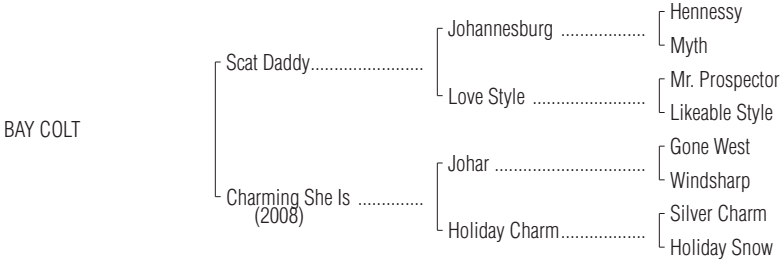 Hennessy
Johannesburg ....................
Myth
Scat Daddy.......................
Mr. Prospector
Love Style .......................
Likeable Style
BAY COLT
Gone West
Johar ..............................
Windsharp
Charming She Is .............
(2008)
Silver Charm
Holiday Charm.................
Holiday Snow